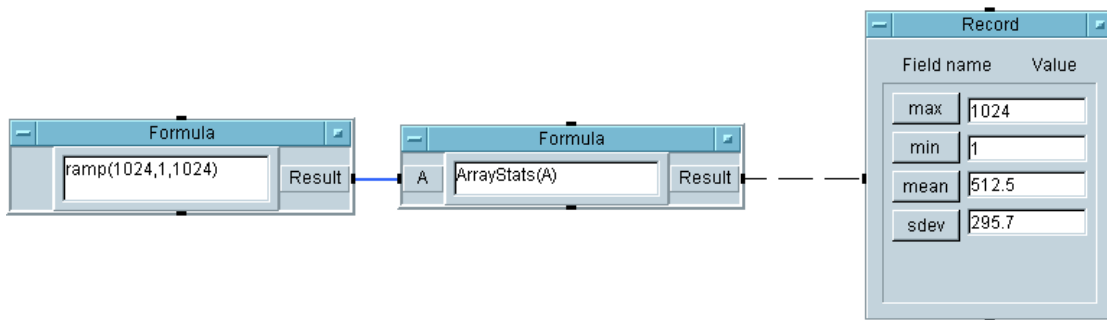 Formula
ramp(1024,1,1024)
Result
Formula
A
ArrayStats(A)
Result
Record
Field name Value
max 1024
min 1
mean 512.5
sdev 295.7